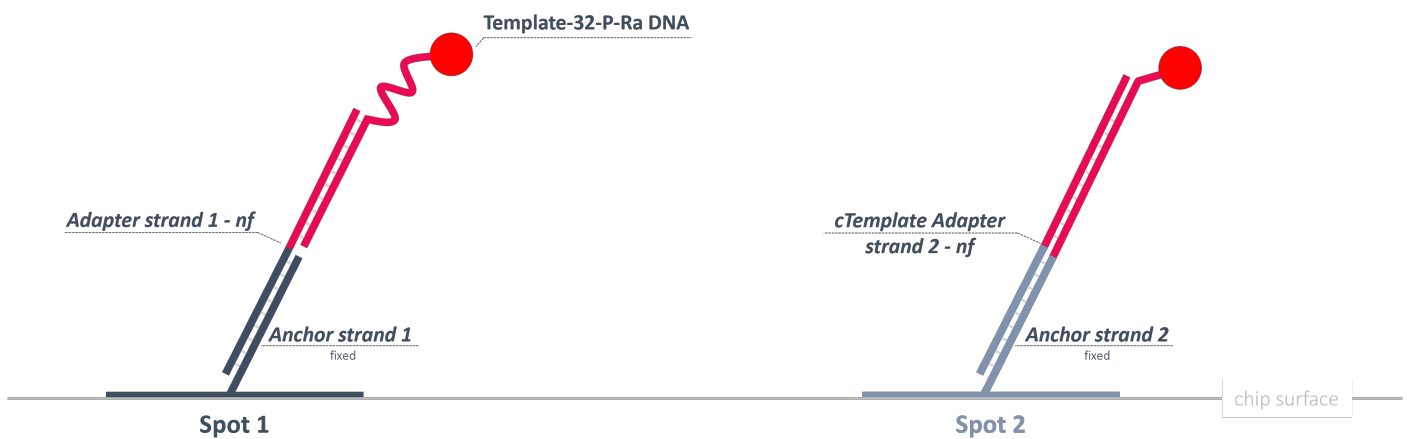 Template-32-P-Ra DNA
Adapter strand 1 - nf
cTemplate Adapter
strand 2 - nf
Anchor strand 1
fixed
Anchor strand 2
fixed
chip surface
Spot 1
Spot 2